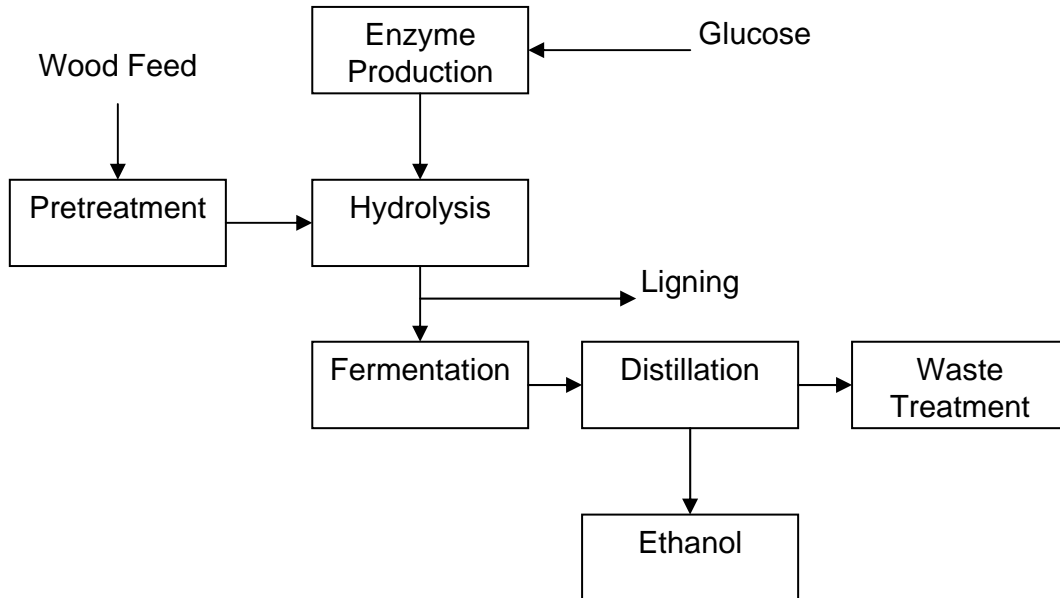 Enzyme
Production
Glucose
Wood Feed
Pretreatment
Hydrolysis
Ligning
Fermentation
Distillation
Waste
Treatment
Ethanol